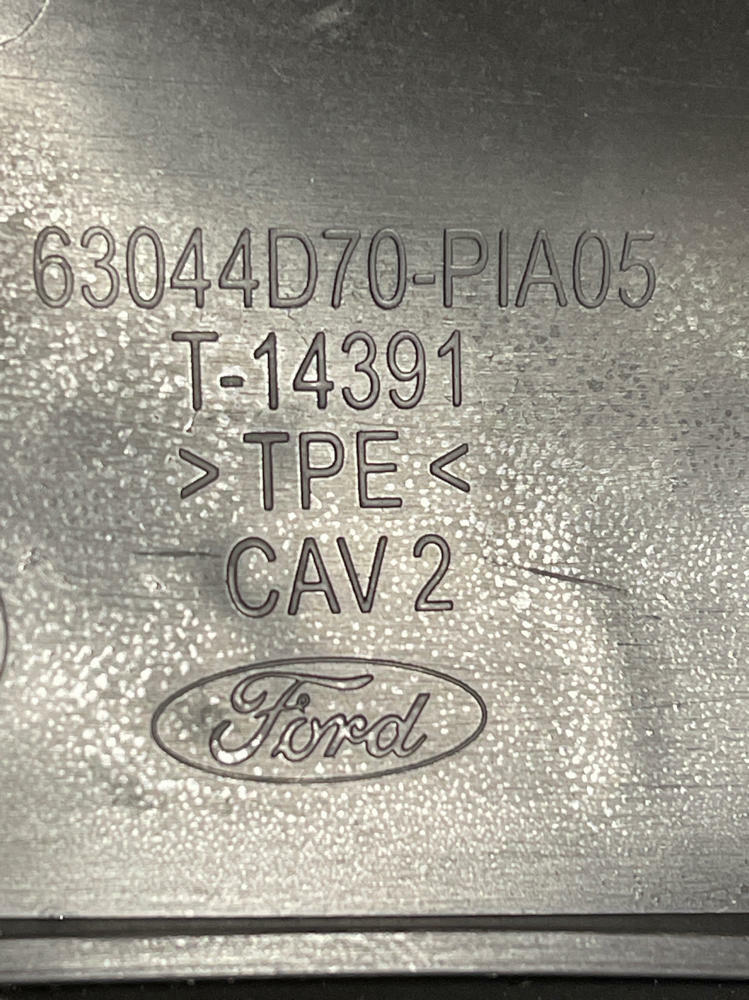 63044D70-PIA05
T-14391
> TPE <
CAV 2
Ford